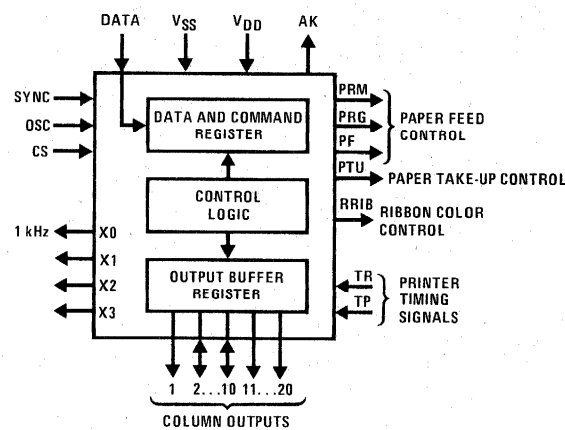 DATA VSS VDD AK
SYNC
OSC
CS
DATA AND COMMAND
REGISTER
PRM
PRG
PF
PAPER FEED
CONTROL
PTU
PAPER TAKE-UP CONTROL
CONTROL
LOGIC
RRIB
RIBBON COLOR
CONTROL
1 kHz X0
X1
X2
X3
OUTPUT BUFFER
REGISTER
TR
TP
PRINTER
TIMING
SIGNALS
1 2...10 11...20
COLUMN OUTPUTS